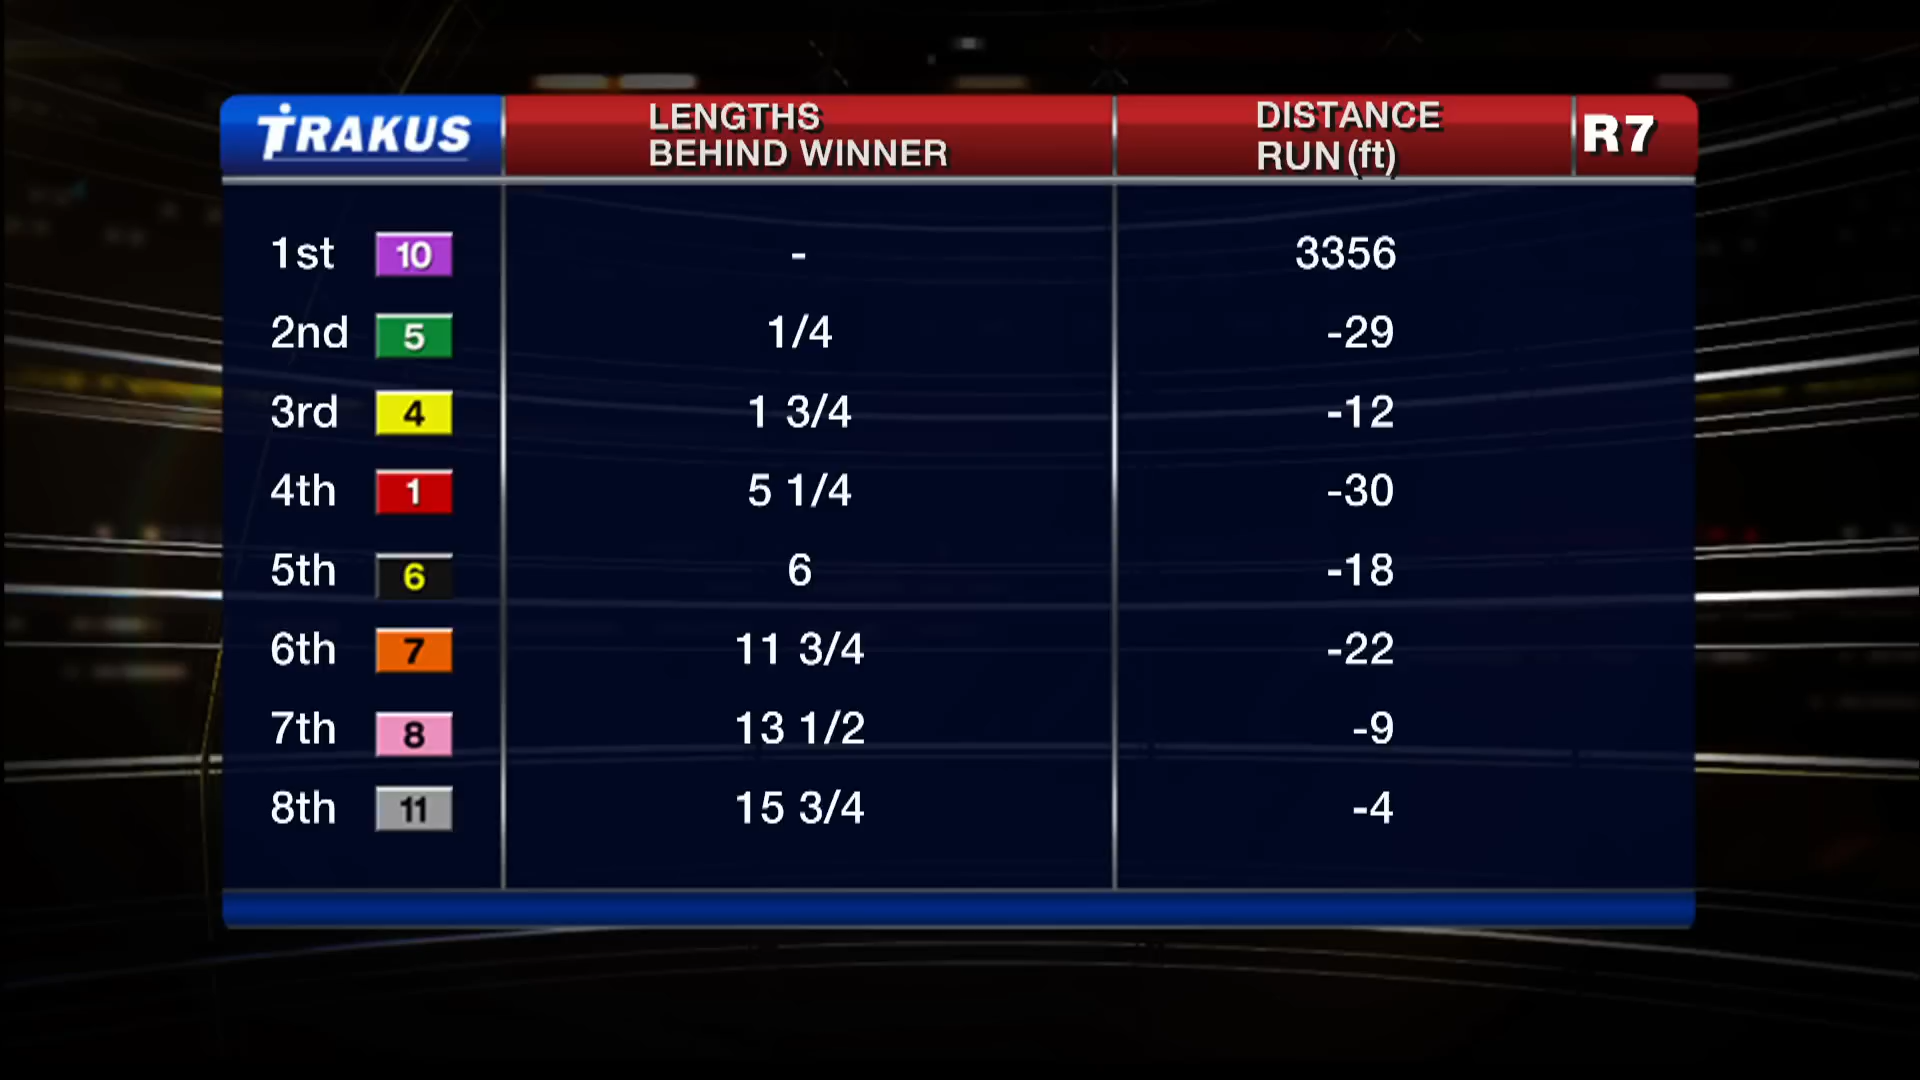 TRAKUS
LENGTHS
BEHIND WINNER
DISTANCE
RUN (ft)
R7
1st 10 - 3356
2nd 5 1/4 -29
3rd 4 1 3/4 -12
4th 1 5 1/4 -30
5th 6 6 -18
6th 7 11 3/4 -22
7th 8 13 1/2 -9
8th 11 15 3/4 -4